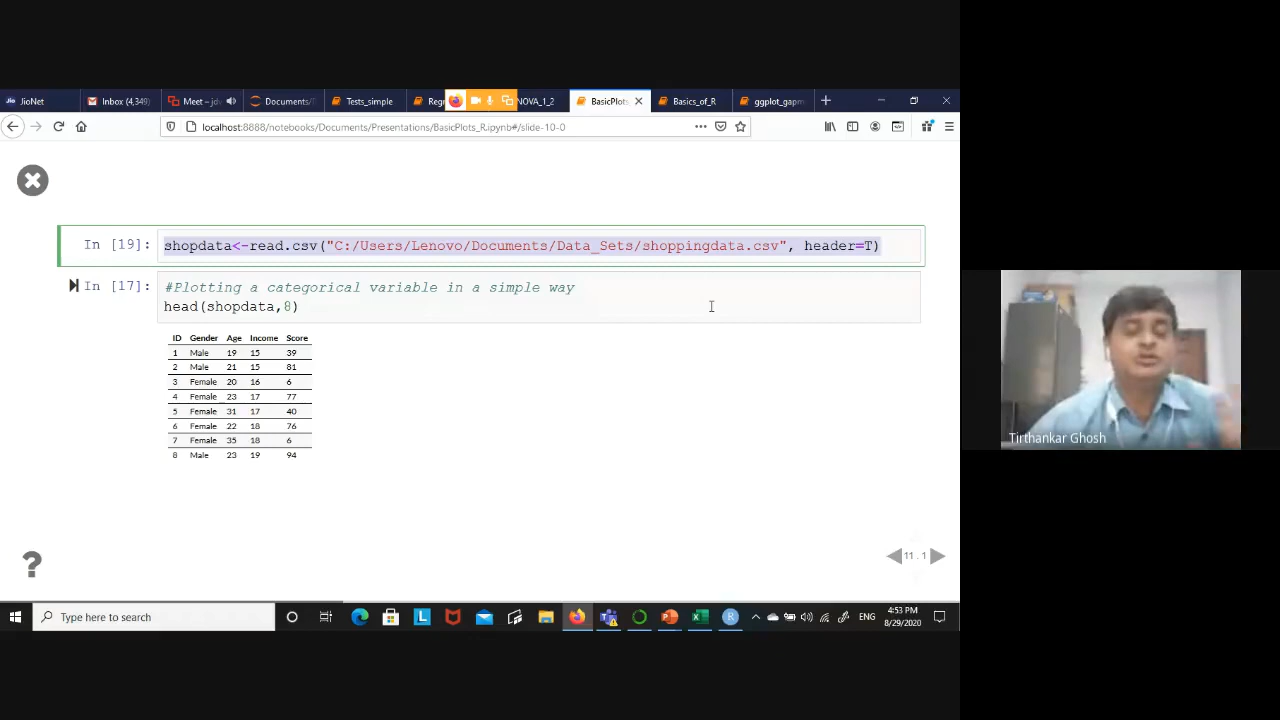 JioNet
Inbox (4,349)
Meet – jd
Documents/
Tests_simple
Regr
NOVA_1_2
BasicPlots
Basics_of_R
ggplot_gapm
localhost:8888/notebooks/Documents/Presentations/BasicPlots_R.ipynb#/slide-10-0
In [19]: shopdata<-read.csv("C:/Users/Lenovo/Documents/Data_Sets/shoppingdata.csv", header=T)
In [17]: #Plotting a categorical variable in a simple way
head(shopdata,8)
ID Gender Age Income Score
1 Male 19 15 39
2 Male 21 15 81
3 Female 20 16 6
4 Female 23 17 77
5 Female 31 17 40
6 Female 22 18 76
7 Female 35 18 6
8 Male 23 19 94
Tirthankar Ghosh
?
11.1
Type here to search
ENG
4:53 PM
8/29/2020